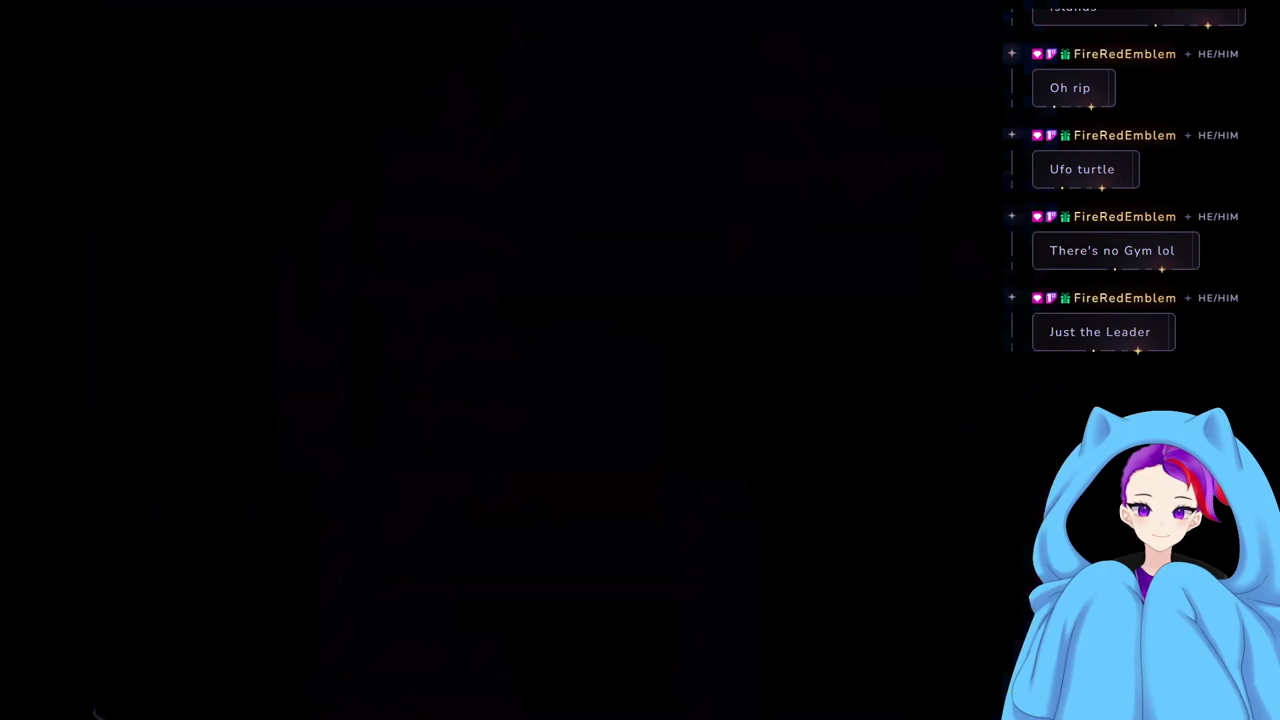 Islands
FireRedEmblem + HE/HIM
Oh rip
FireRedEmblem + HE/HIM
Ufo turtle
FireRedEmblem + HE/HIM
There's no Gym lol
FireRedEmblem + HE/HIM
Just the Leader